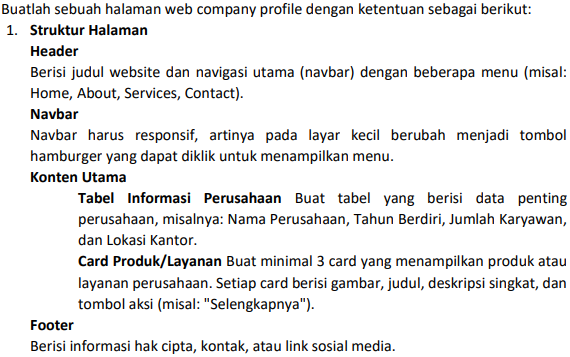 Buatlah sebuah halaman web company profile dengan ketentuan sebagai berikut:
1. Struktur Halaman
Header
Berisi judul website dan navigasi utama (navbar) dengan beberapa menu (misal:
Home, About, Services, Contact).
Navbar
Navbar harus responsif, artinya pada layar kecil berubah menjadi tombol
hamburger yang dapat diklik untuk menampilkan menu.
Konten Utama
Tabel Informasi Perusahaan Buat tabel yang berisi data penting
perusahaan, misalnya: Nama Perusahaan, Tahun Berdiri, Jumlah Karyawan,
dan Lokasi Kantor.
Card Produk/Layanan Buat minimal 3 card yang menampilkan produk atau
layanan perusahaan. Setiap card berisi gambar, judul, deskripsi singkat, dan
tombol aksi (misal: "Selengkapnya").
Footer
Berisi informasi hak cipta, kontak, atau link sosial media.